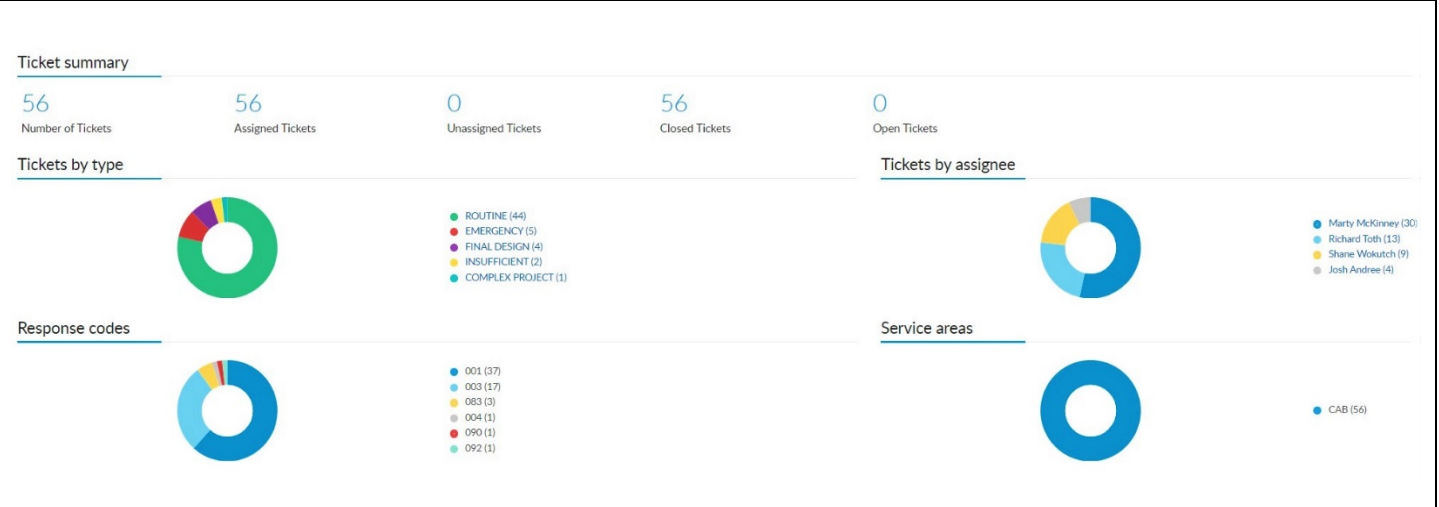 Ticket summary
56
Number of Tickets
56
Assigned Tickets
0
Unassigned Tickets
56
Closed Tickets
0
Open Tickets
Tickets by type
ROUTINE (44)
EMERGENCY (5)
FINAL DESIGN (4)
INSUFFICIENT (2)
COMPLEX PROJECT (1)
Tickets by assignee
Marty McKinney (30)
Richard Toth (13)
Shane Wokutch (9)
Josh Andree (4)
Response codes
001 (37)
003 (17)
083 (3)
004 (1)
090 (1)
092 (1)
Service areas
CAB (56)